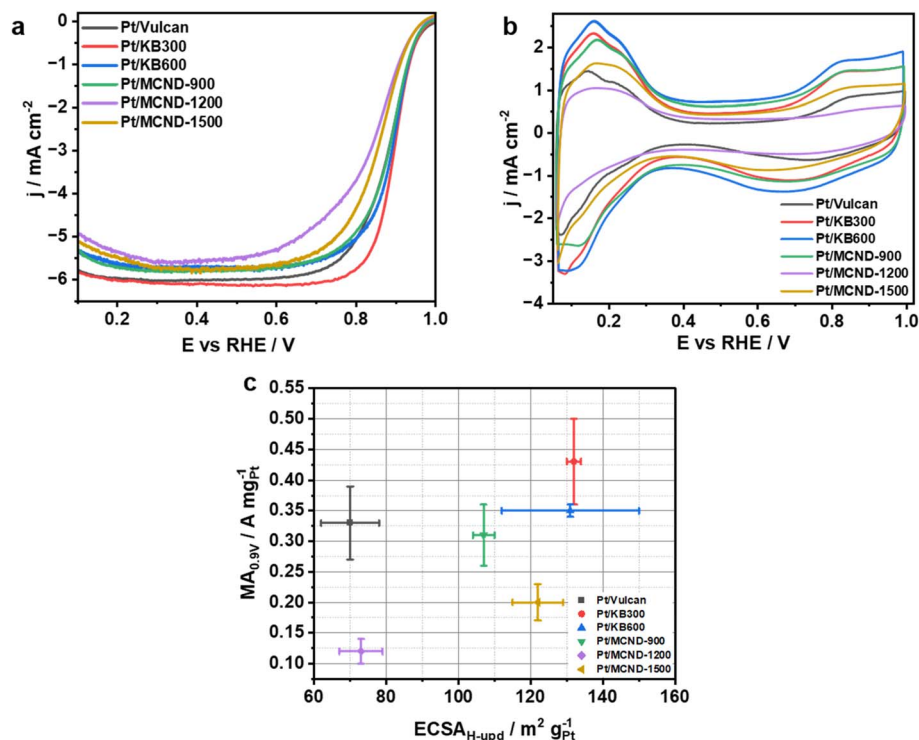 a
0
−1
−2
−3
−4
−5
−6
j / mA cm⁻²
Pt/Vulcan
Pt/KB300
Pt/KB600
Pt/MCND-900
Pt/MCND-1200
Pt/MCND-1500
0.2 0.4 0.6 0.8 1.0
E vs RHE / V
b
2
1
0
−1
−2
−3
−4
j / mA cm⁻²
Pt/Vulcan
Pt/KB300
Pt/KB600
Pt/MCND-900
Pt/MCND-1200
Pt/MCND-1500
0.2 0.4 0.6 0.8 1.0
E vs RHE / V
c
0.55
0.50
0.45
0.40
0.35
0.30
0.25
0.20
0.15
0.10
MA0.9V / A mg⁻¹Pt
Pt/Vulcan
Pt/KB300
Pt/KB600
Pt/MCND-900
Pt/MCND-1200
Pt/MCND-1500
60 80 100 120 140 160
ECSAH-upd / m² g⁻¹Pt